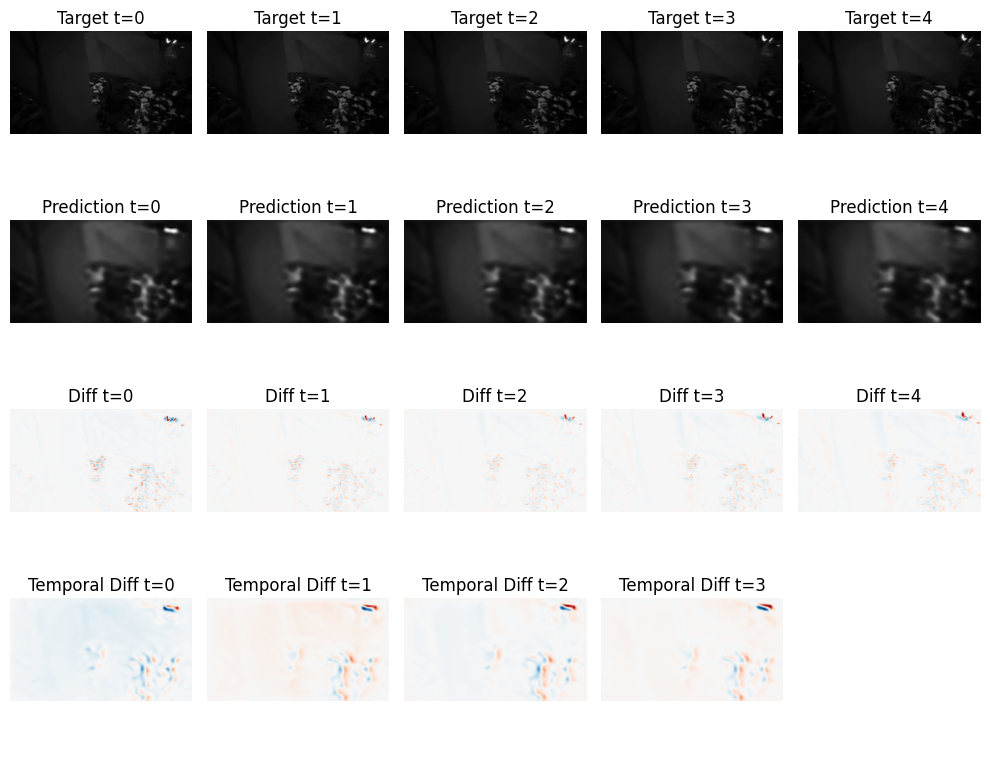 Target t=0 Target t=1 Target t=2 Target t=3 Target t=4
Prediction t=0 Prediction t=1 Prediction t=2 Prediction t=3 Prediction t=4
Diff t=0 Diff t=1 Diff t=2 Diff t=3 Diff t=4
Temporal Diff t=0 Temporal Diff t=1 Temporal Diff t=2 Temporal Diff t=3